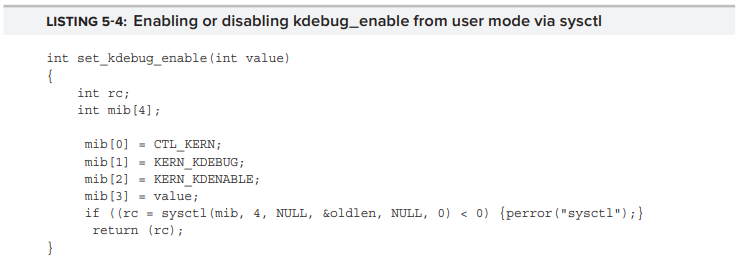 LISTING 5-4: Enabling or disabling kdebug_enable from user mode via sysctl
int set_kdebug_enable(int value)
{
int rc;
int mib[4];
mib[0] = CTL_KERN;
mib[1] = KERN_KDEBUG;
mib[2] = KERN_KDENABLE;
mib[3] = value;
if ((rc = sysctl(mib, 4, NULL, &oldlen, NULL, 0) < 0) {perror("sysctl");}
return (rc);
}